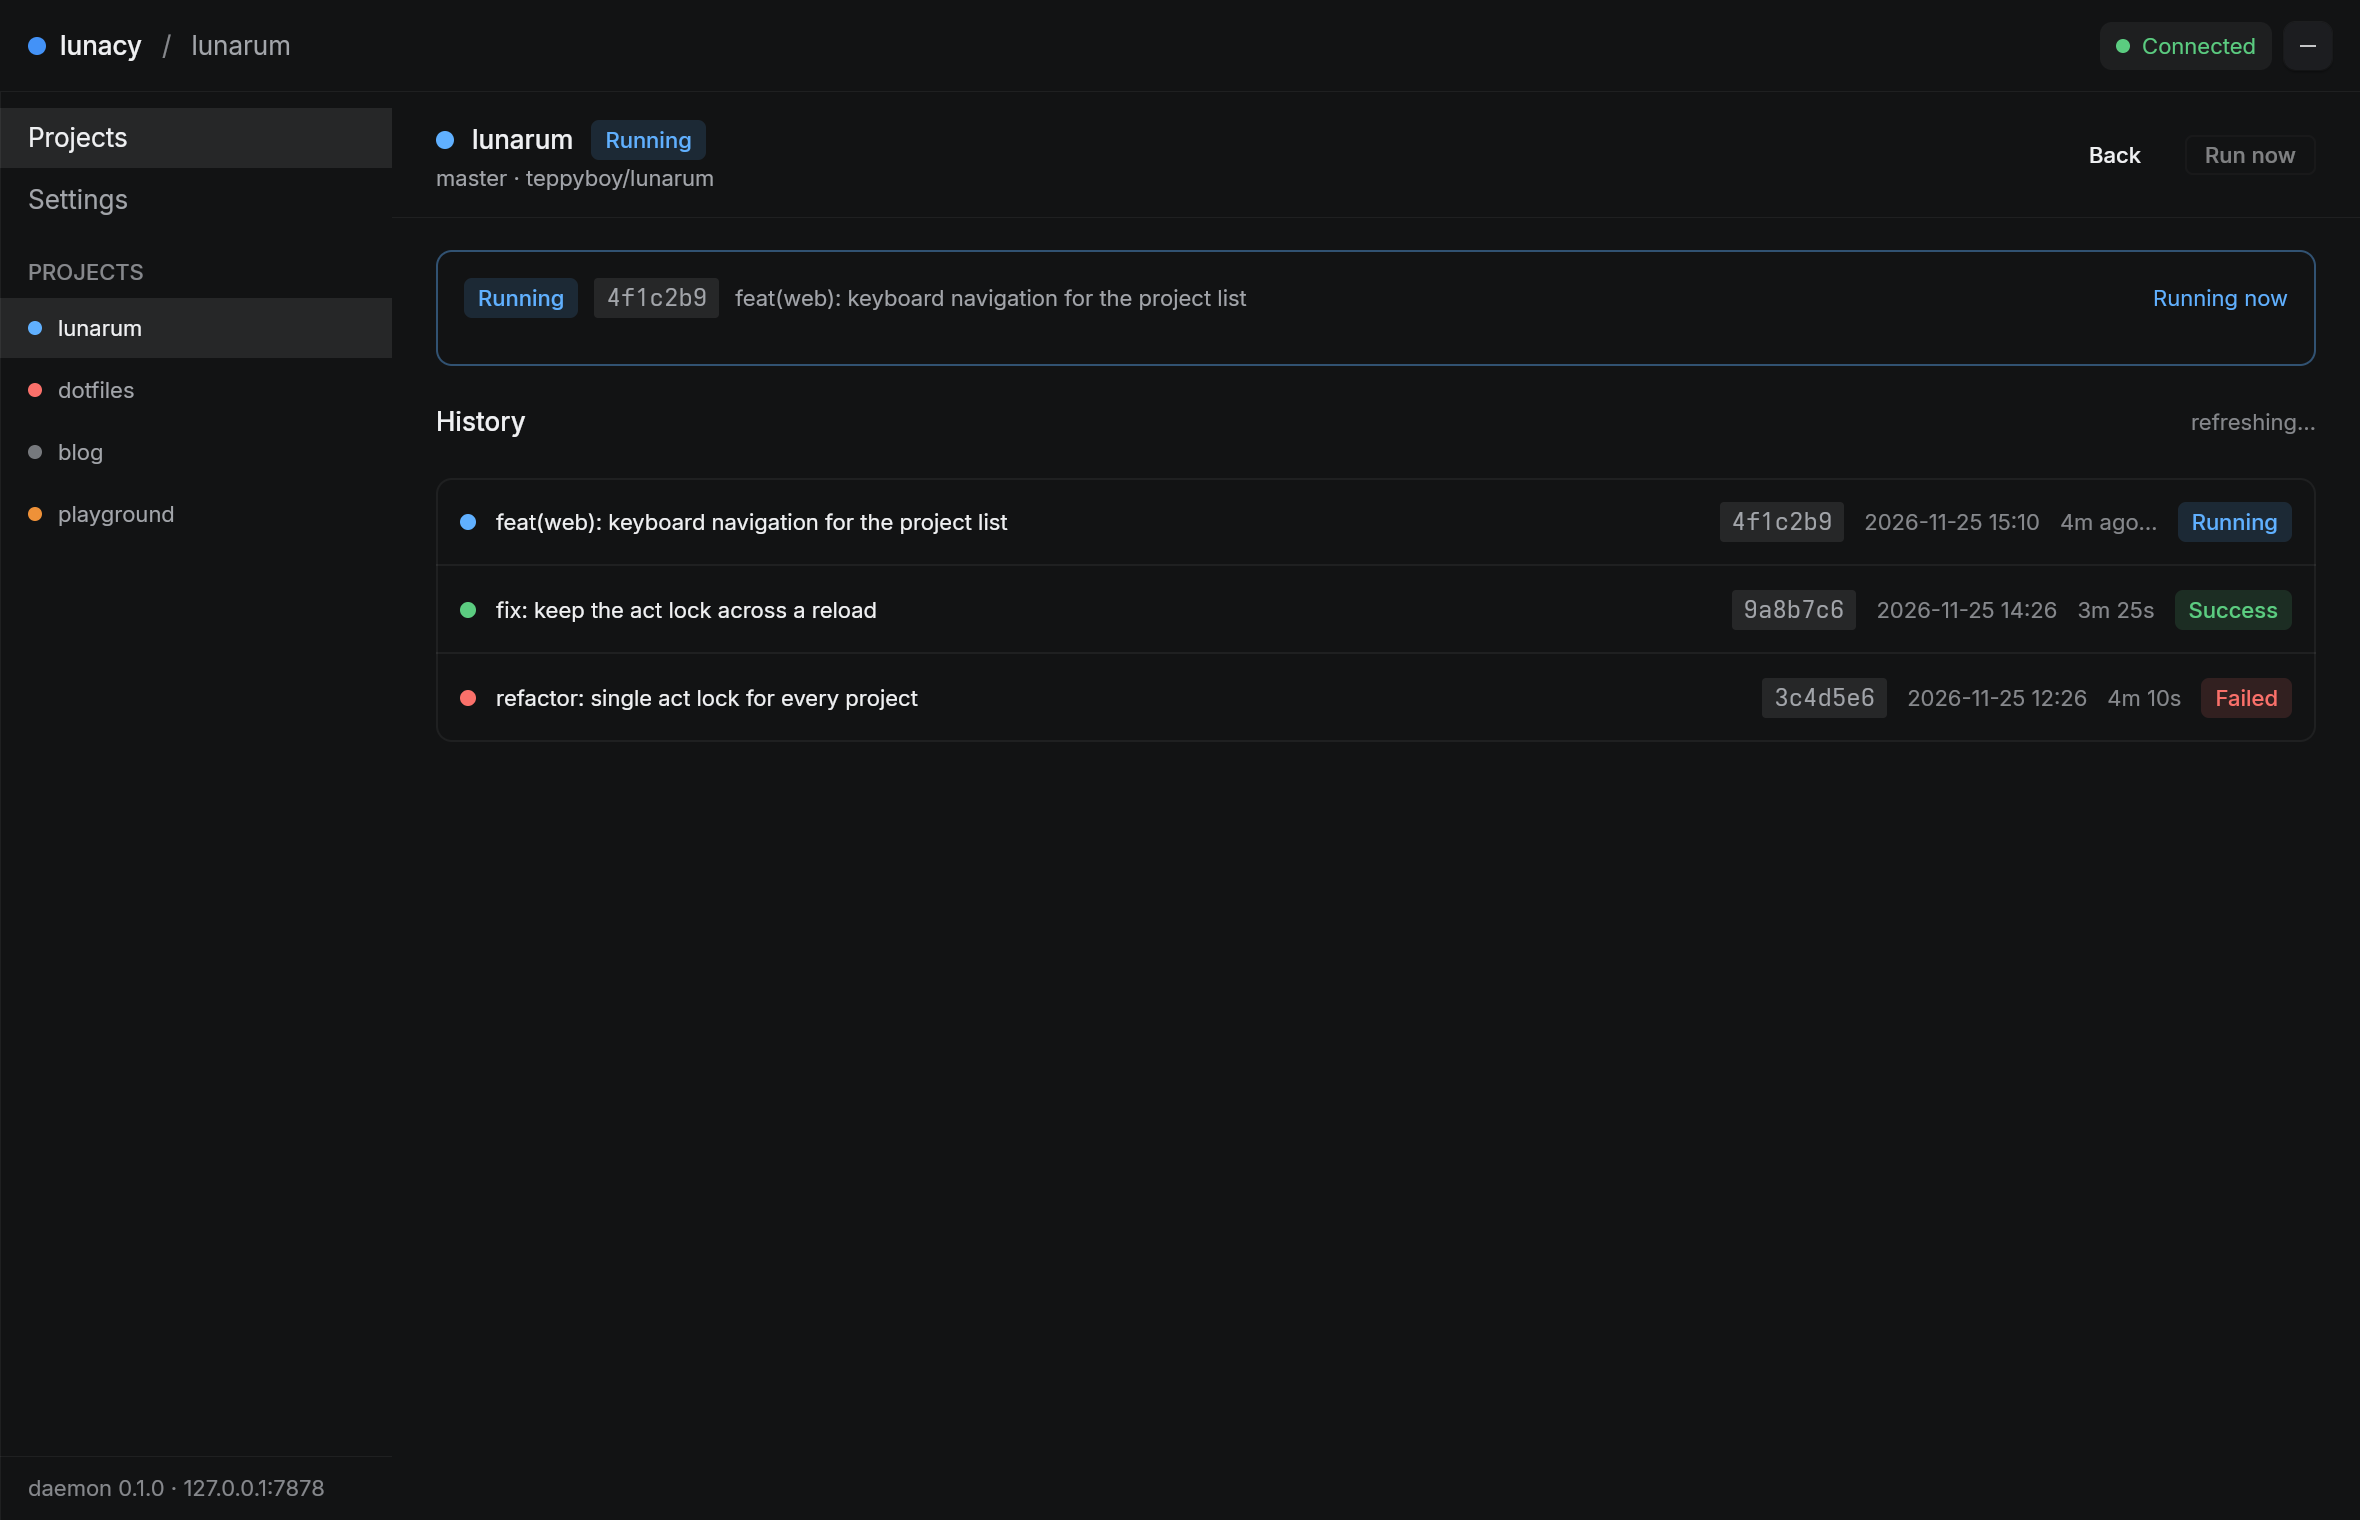 lunacy / lunarum
Connected
Projects
Settings
PROJECTS
lunarum
dotfiles
blog
playground
daemon 0.1.0 · 127.0.0.1:7878
lunarum Running
master · teppyboy/lunarum
Back Run now
Running 4f1c2b9 feat(web): keyboard navigation for the project list Running now
History refreshing...
feat(web): keyboard navigation for the project list 4f1c2b9 2026-11-25 15:10 4m ago... Running
fix: keep the act lock across a reload 9a8b7c6 2026-11-25 14:26 3m 25s Success
refactor: single act lock for every project 3c4d5e6 2026-11-25 12:26 4m 10s Failed